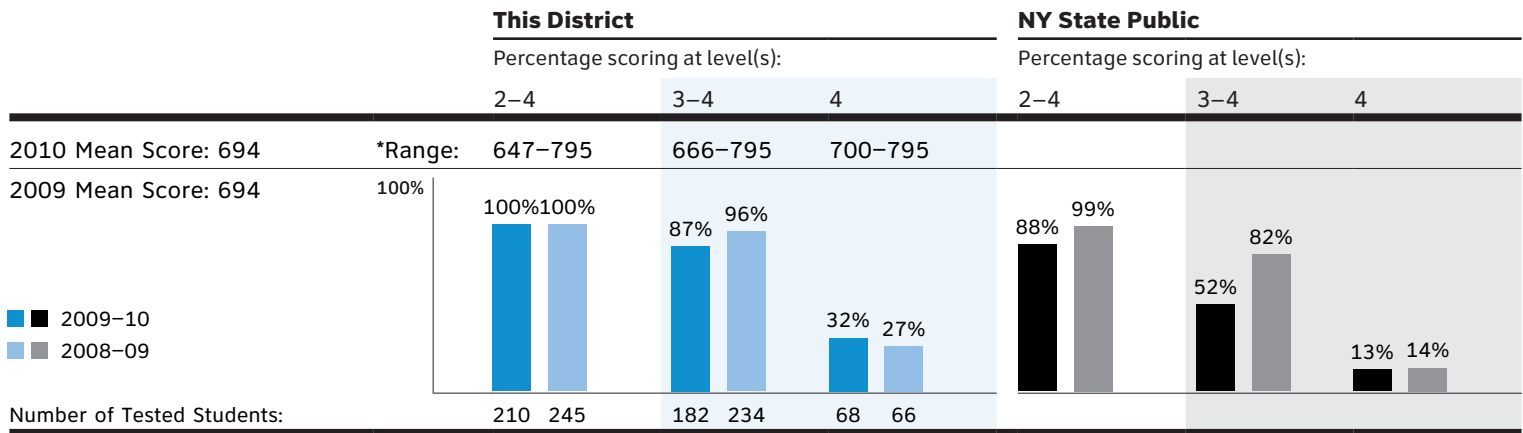 This District NY State Public
Percentage scoring at level(s): Percentage scoring at level(s):
2–4 3–4 4 2–4 3–4 4
2010 Mean Score: 694 *Range: 647–795 666–795 700–795
2009 Mean Score: 694 100%
100% 100% 87% 96% 32% 27% 88% 99% 52% 82% 13% 14%
2009–10
2008–09
Number of Tested Students: 210 245 182 234 68 66